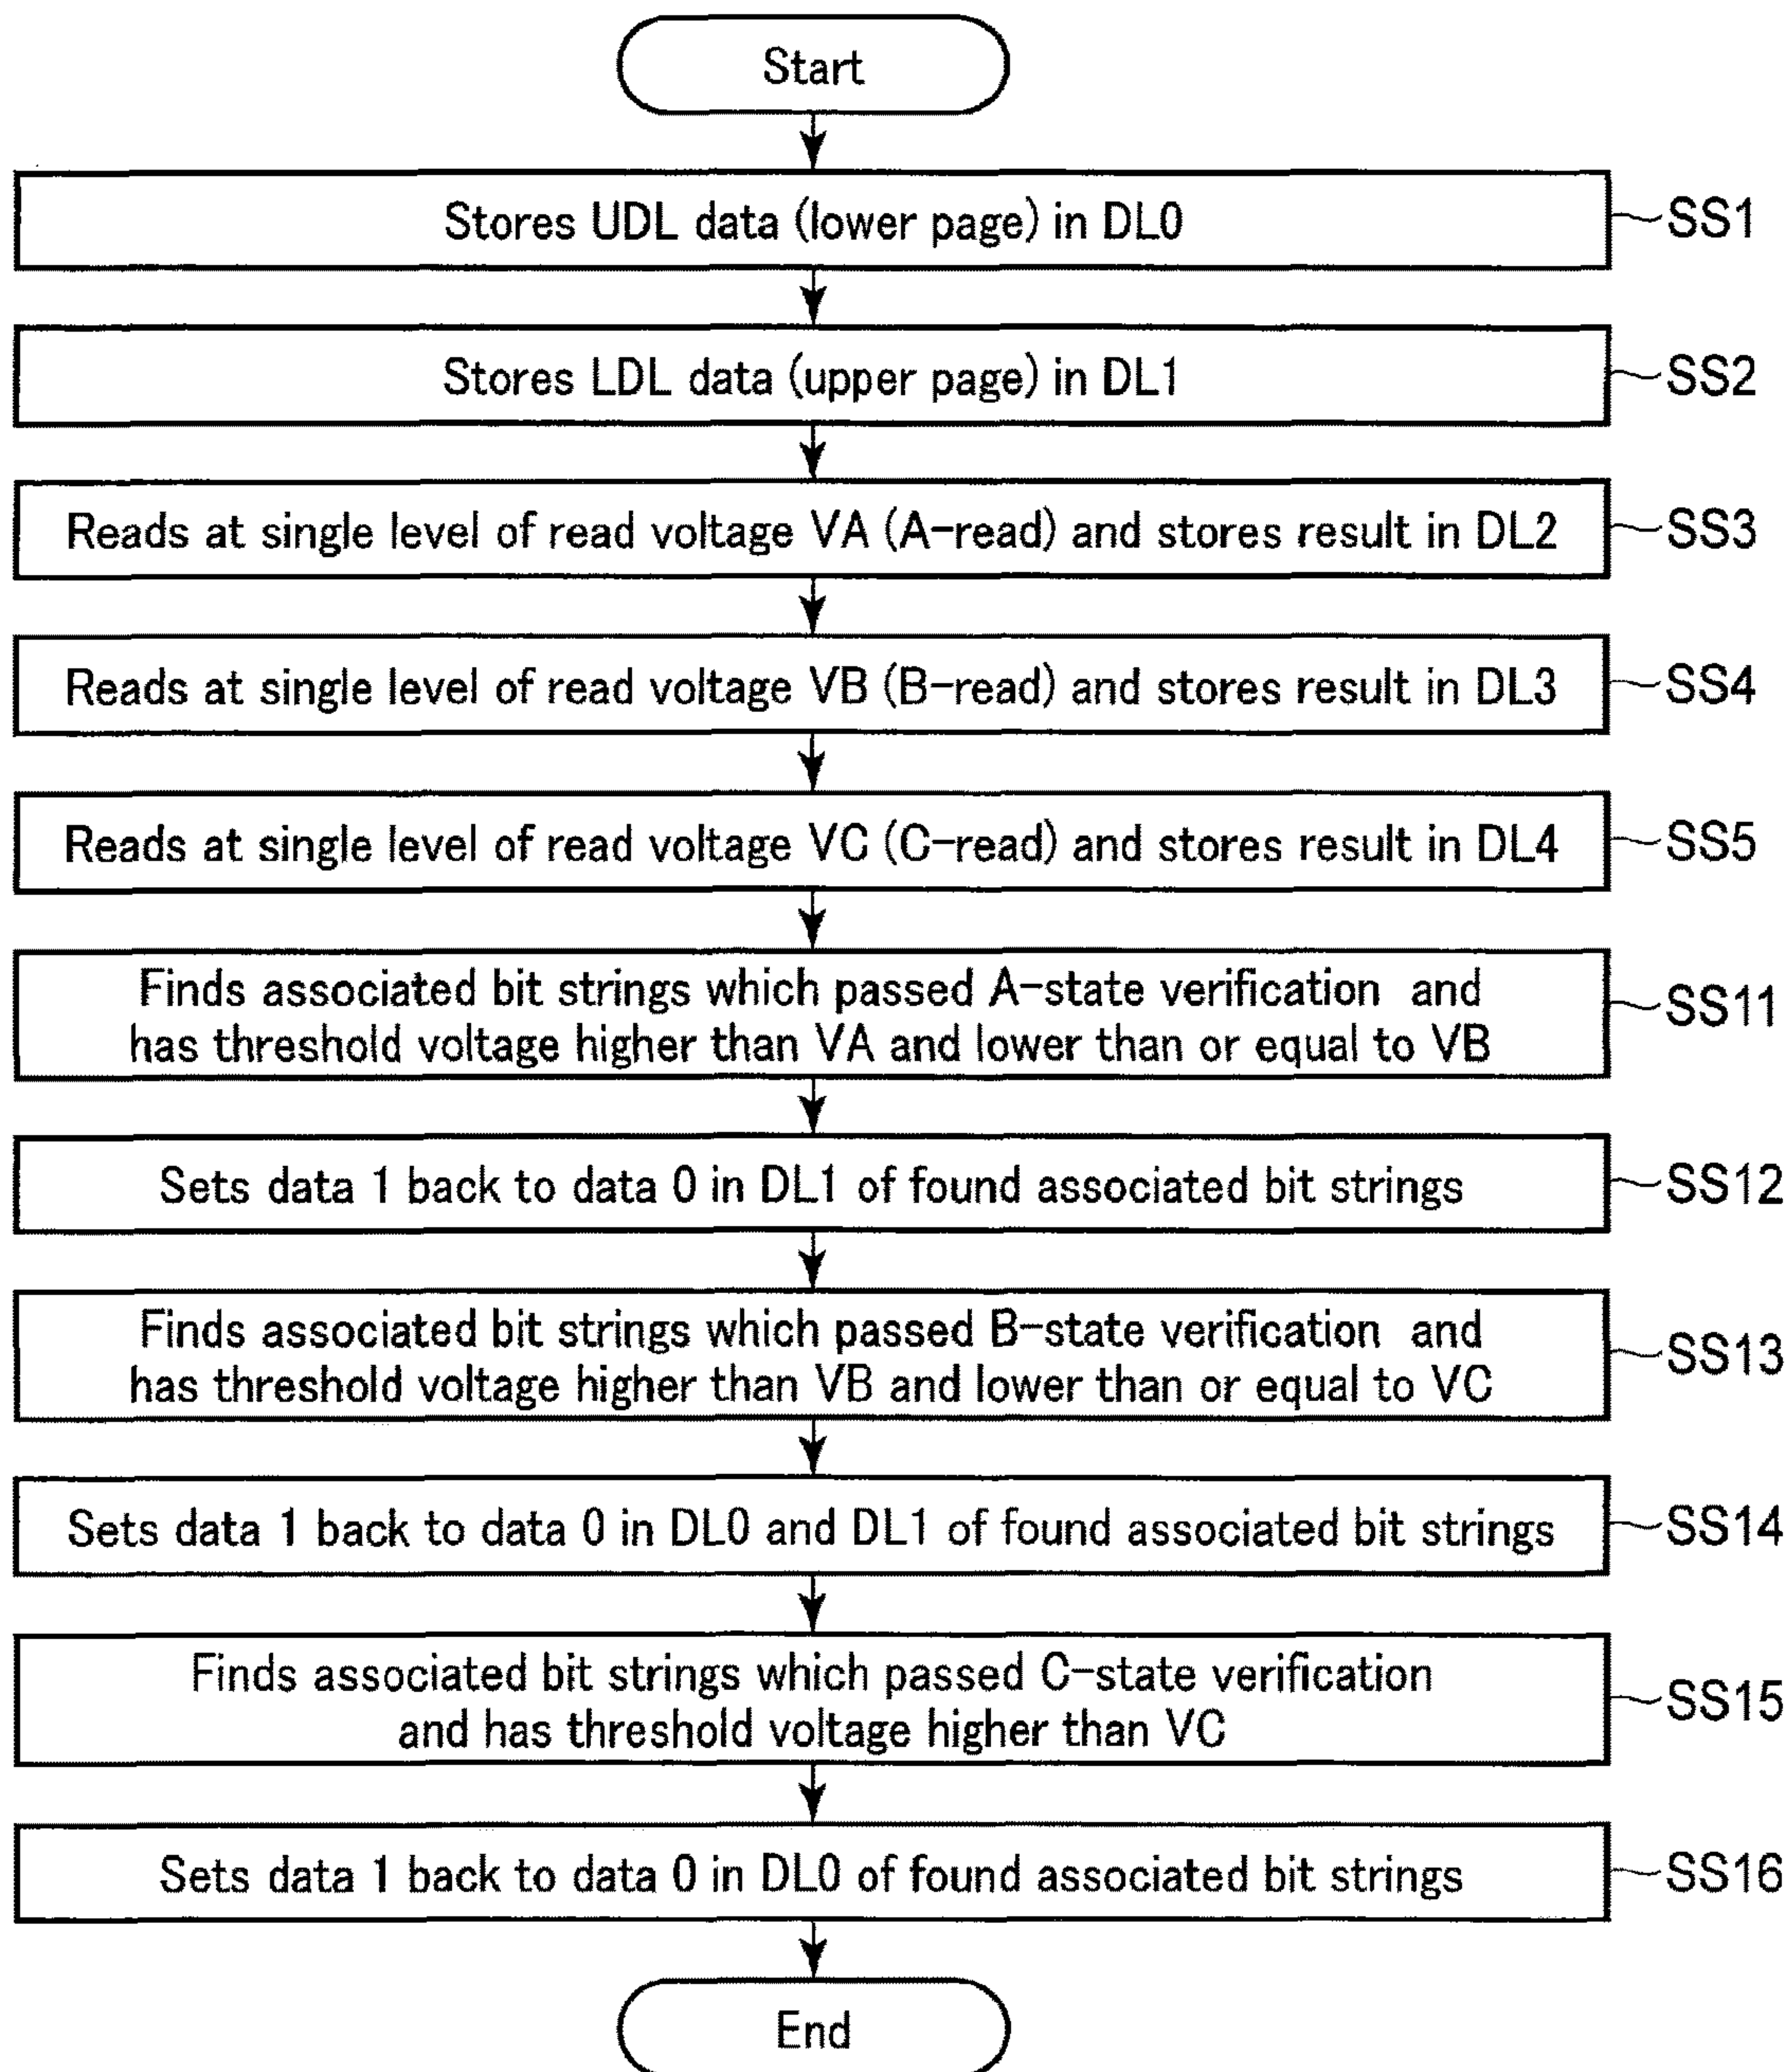 Start
Stores UDL data (lower page) in DL0
SS1
Stores LDL data (upper page) in DL1
SS2
Reads at single level of read voltage VA (A-read) and stores result in DL2
SS3
Reads at single level of read voltage VB (B-read) and stores result in DL3
SS4
Reads at single level of read voltage VC (C-read) and stores result in DL4
SS5
Finds associated bit strings which passed A-state verification and
has threshold voltage higher than VA and lower than or equal to VB
SS11
Sets data 1 back to data 0 in DL1 of found associated bit strings
SS12
Finds associated bit strings which passed B-state verification and
has threshold voltage higher than VB and lower than or equal to VC
SS13
Sets data 1 back to data 0 in DL0 and DL1 of found associated bit strings
SS14
Finds associated bit strings which passed C-state verification
and has threshold voltage higher than VC
SS15
Sets data 1 back to data 0 in DL0 of found associated bit strings
SS16
End